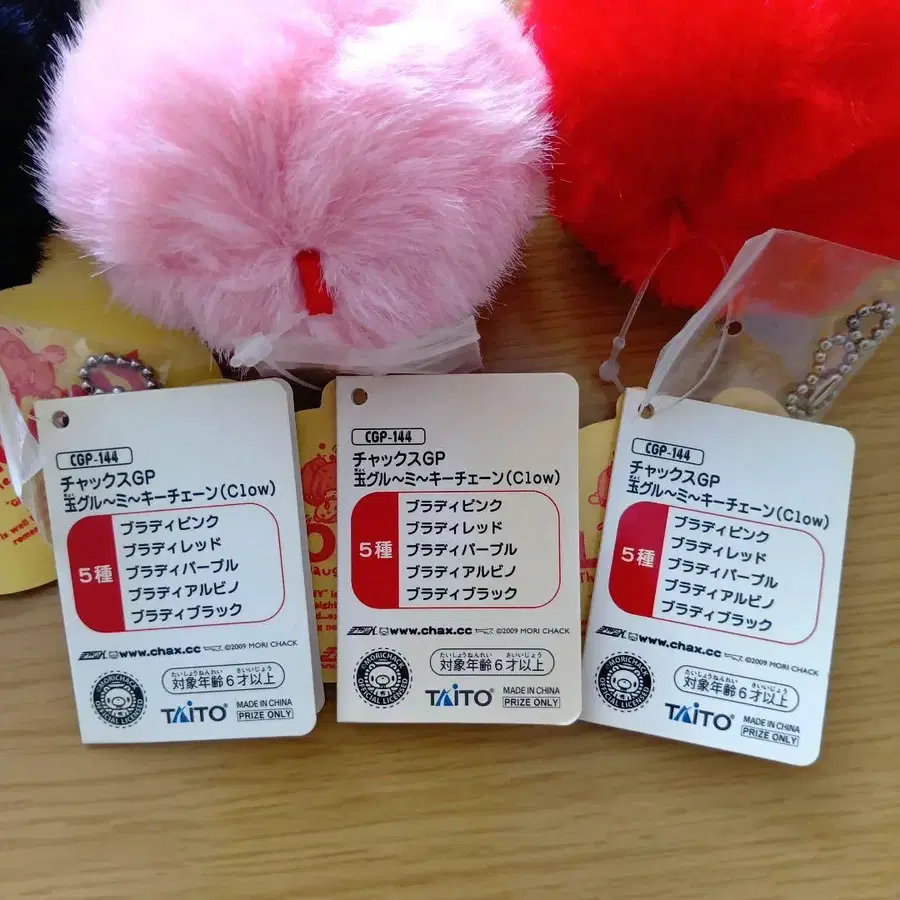 CGP-144
チャックスGP
玉グル〜ミ〜キーチェーン(Clow)
5種
ブラディピンク
ブラディレッド
ブラディパープル
ブラディアルビノ
ブラディブラック
www.chax.cc ©2009 MORI CHACK
MORICHACK
OFFICIAL LICENSED
たいしょうねんれい さいいじょう
対象年齢6才以上
TAITO®
MADE IN CHINA
PRIZE ONLY
CGP-144
チャックスGP
玉グル〜ミ〜キーチェーン(Clow)
5種
ブラディピンク
ブラディレッド
ブラディパープル
ブラディアルビノ
ブラディブラック
www.chax.cc ©2009 MORI CHACK
MORICHACK
OFFICIAL LICENSED
たいしょうねんれい さいいじょう
対象年齢6才以上
TAITO®
MADE IN CHINA
PRIZE ONLY
CGP-144
チャックスGP
玉グル〜ミ〜キーチェーン(Clow)
5種
ブラディピンク
ブラディレッド
ブラディパープル
ブラディアルビノ
ブラディブラック
www.chax.cc ©2009 MORI CHACK
MORICHACK
OFFICIAL LICENSED
たいしょうねんれい さいいじょう
対象年齢6才以上
TAITO®
MADE IN CHINA
PRIZE ONLY